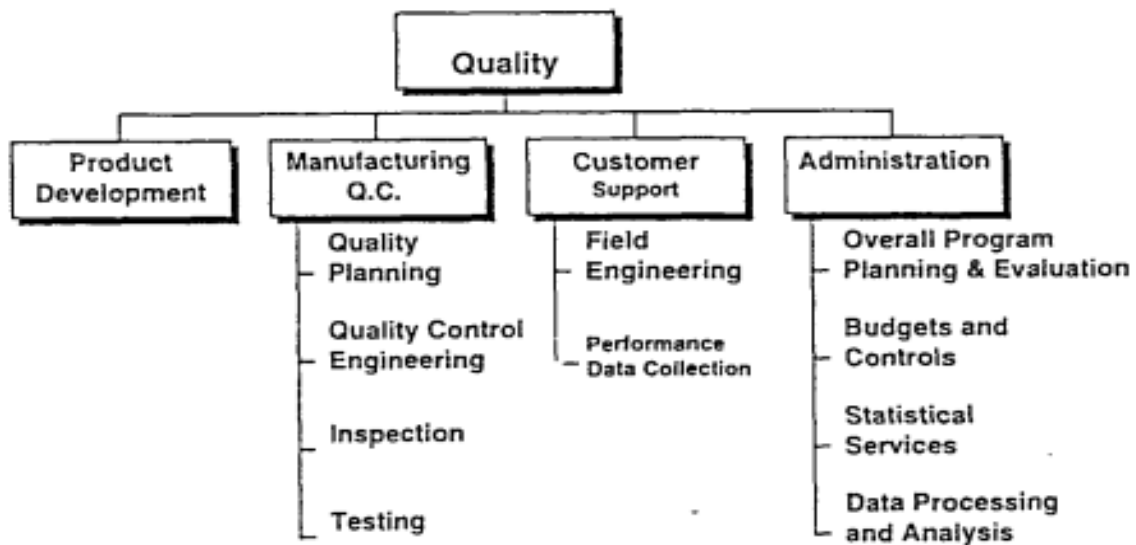 Quality
Product
Development
Manufacturing
Q.C.
Customer
Support
Administration
Quality
Planning
Quality Control
Engineering
Inspection
Testing
Field
Engineering
Performance
Data Collection
Overall Program
Planning & Evaluation
Budgets and
Controls
Statistical
Services
Data Processing
and Analysis